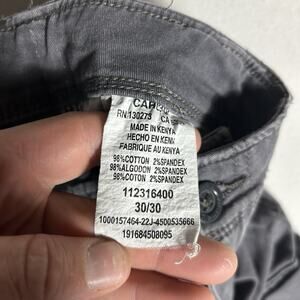 RN:130273 CA
MADE IN KENYA
HECHO EN KENIA
FABRIQUE AU KENYA
98%COTTON 2%SPANDEX
98%ALGODON 2%SPANDEX
98%COTON 2%SPANDEX
112316400
30/30
1000157464-22J-4500535666
191684508095